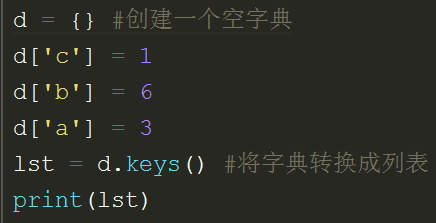 d = {} #创建一个空字典
d['c'] = 1
d['b'] = 6
d['a'] = 3
lst = d.keys() #将字典转换成列表
print(lst)